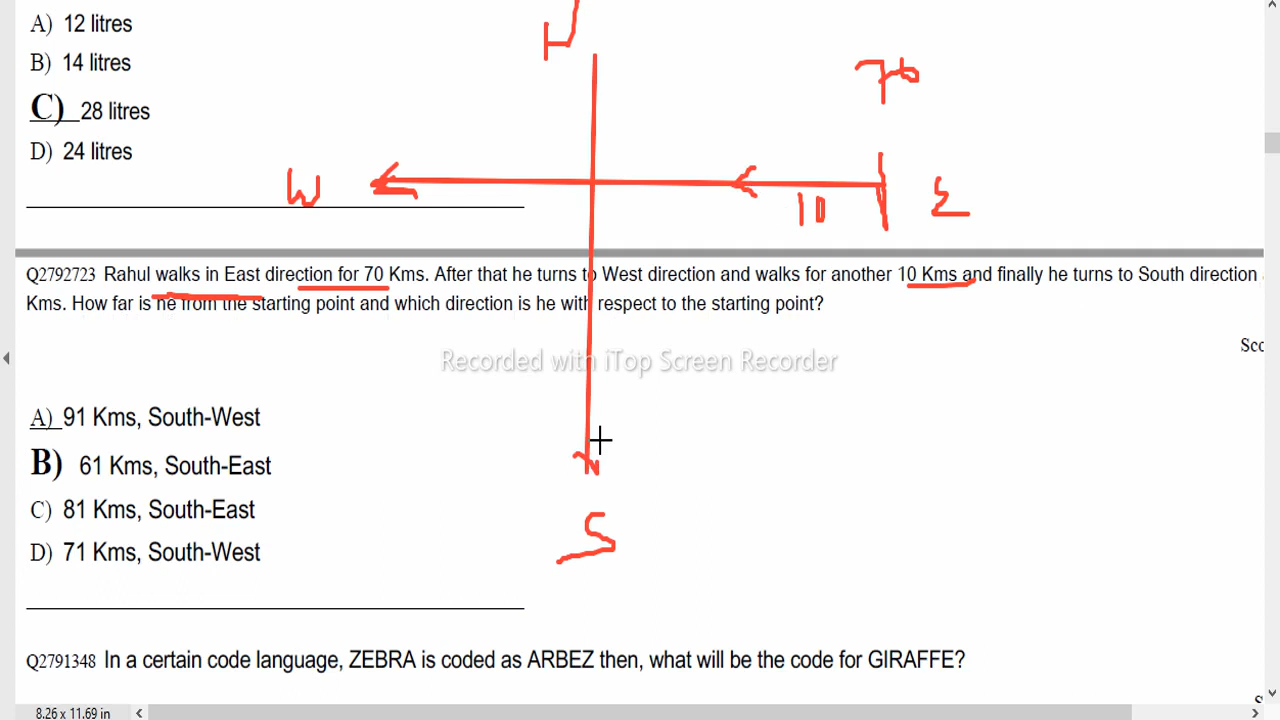 A) 12 litres
B) 14 litres
C) 28 litres
D) 24 litres
70
W
10
E
Q2792723 Rahul walks in East direction for 70 Kms. After that he turns to West direction and walks for another 10 Kms and finally he turns to South direction
Kms. How far is he from the starting point and which direction is he with respect to the starting point?
Sco
Recorded with iTop Screen Recorder
A) 91 Kms, South-West
B) 61 Kms, South-East
C) 81 Kms, South-East
D) 71 Kms, South-West
S
Q2791348 In a certain code language, ZEBRA is coded as ARBEZ then, what will be the code for GIRAFFE?
8.26 x 11.69 in